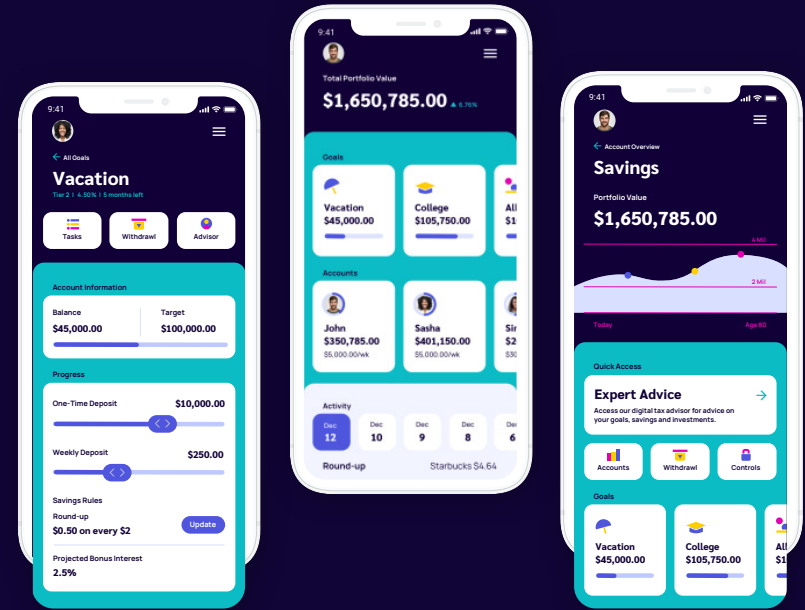 9:41
All Goals
Vacation
Tier 2 | 4.50% | 5 months left
Tasks
Withdrawl
Advisor
Account Information
Balance
Target
$45,000.00
$100,000.00
Progress
One-Time Deposit
$10,000.00
Weekly Deposit
$250.00
Savings Rules
Round-up
$0.50 on every $2
Update
Projected Bonus Interest
2.5%
9:41
Total Portfolio Value
$1,650,785.00
6.76%
Goals
Vacation
$45,000.00
College
$105,750.00
Accounts
John
$350,785.00
$5,000.00/wk
Sasha
$401,150.00
$5,000.00/wk
Activity
Dec
12
Dec
10
Dec
9
Dec
8
Dec
Round-up
Starbucks $4.64
9:41
Account Overview
Savings
Portfolio Value
$1,650,785.00
4 Mil
2 Mil
Today
Age 80
Quick Access
Expert Advice
Access our digital tax advisor for advice on
your goals, savings and investments.
Accounts
Withdrawl
Controls
Goals
Vacation
$45,000.00
College
$105,750.00